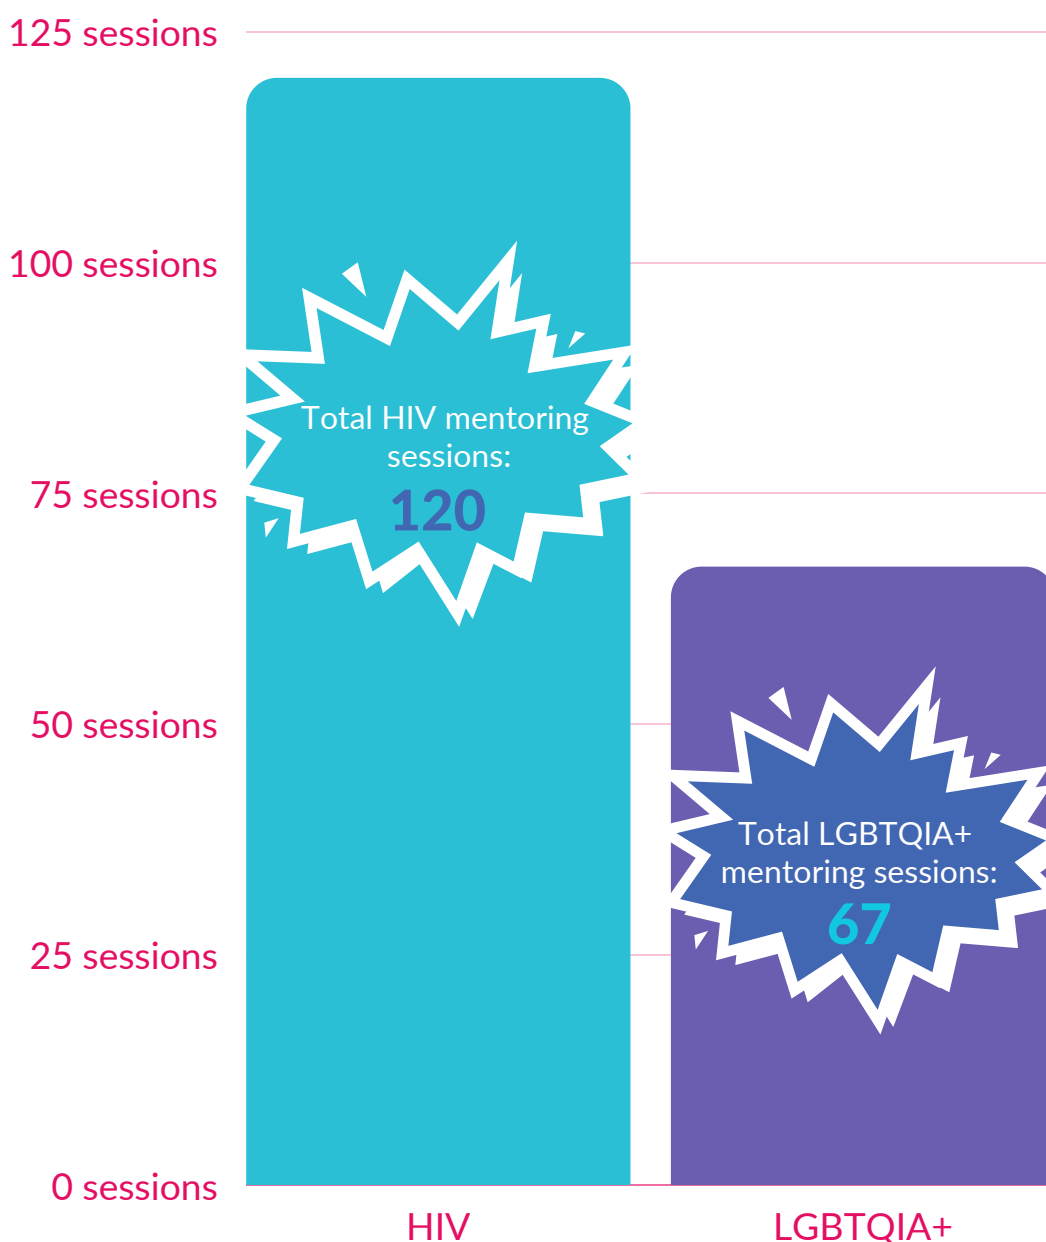 125 sessions
100 sessions
Total HIV mentoring
sessions:
120
75 sessions
50 sessions
Total LGBTQIA+
mentoring sessions:
67
25 sessions
0 sessions
HIV
LGBTQIA+